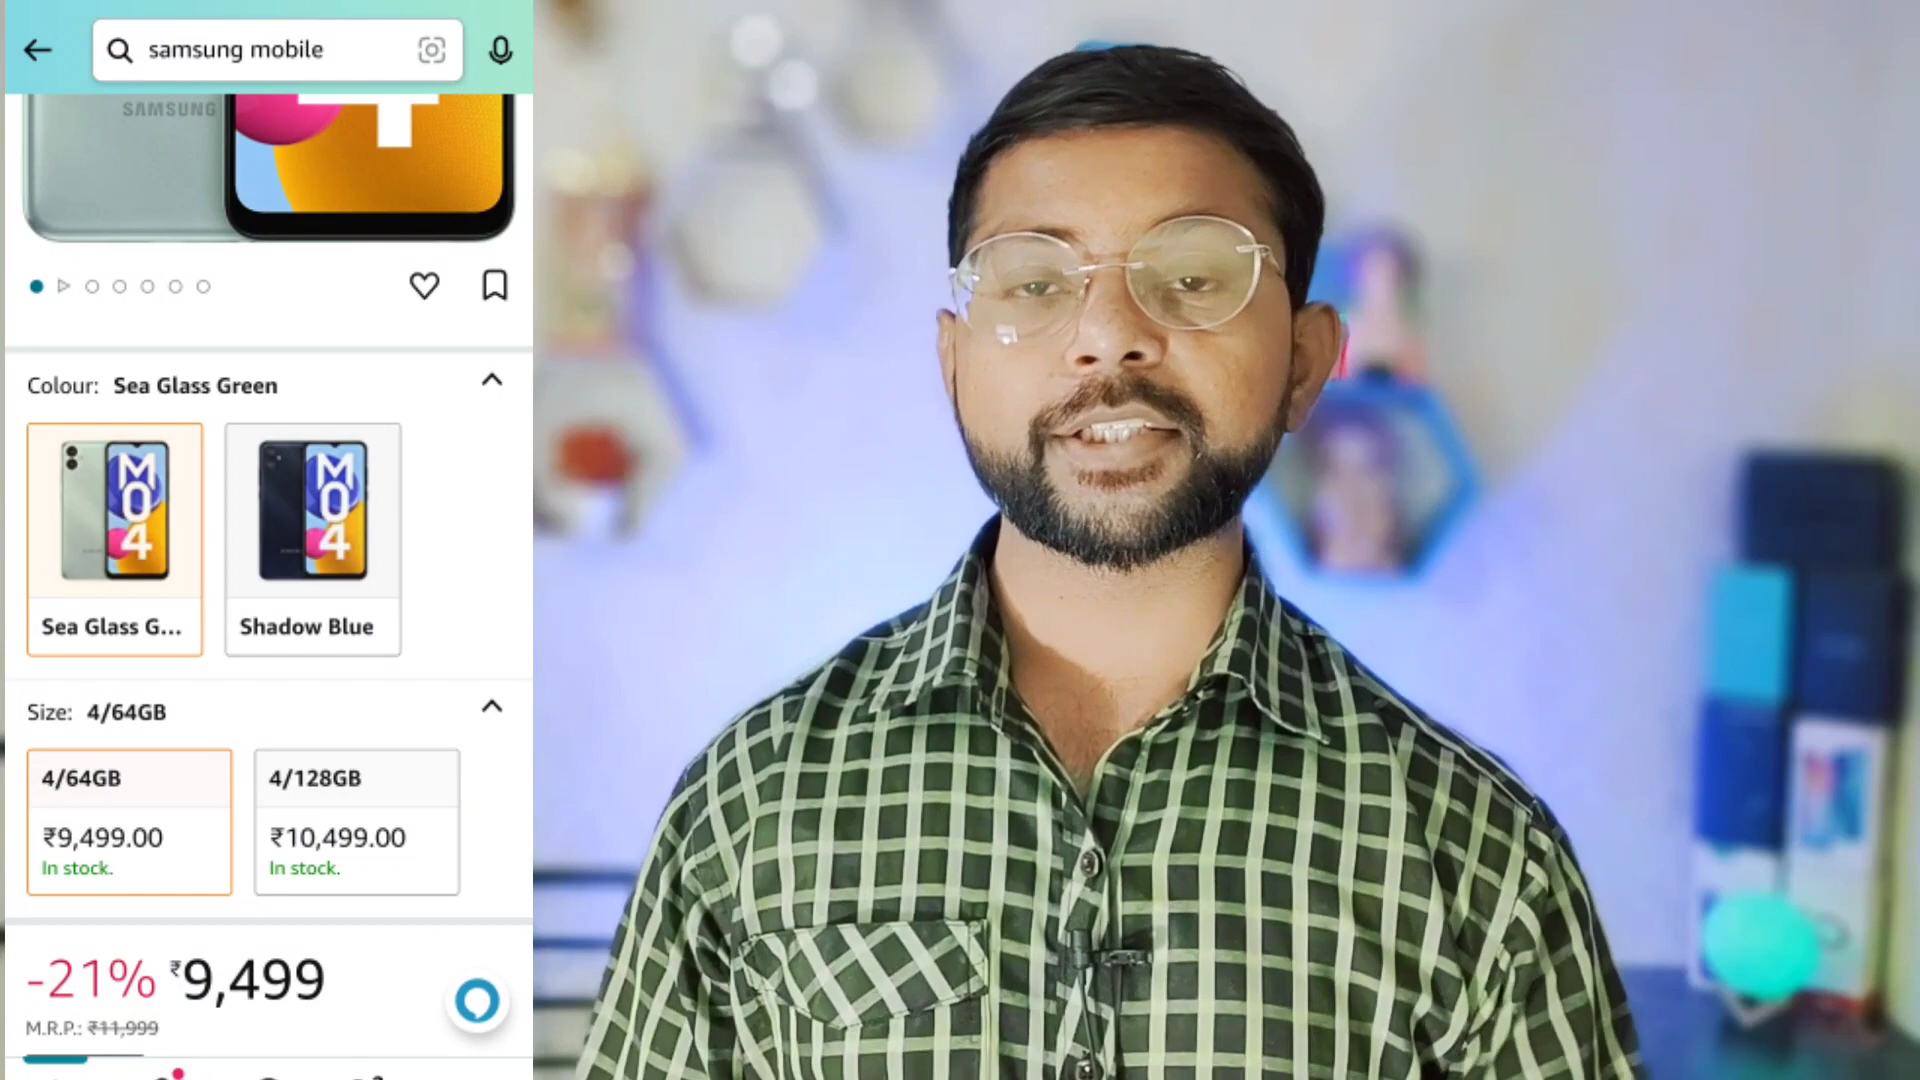 samsung mobile
SAMSUNG
4
Colour: Sea Glass Green
M
0
4
M
0
4
Sea Glass G...
Shadow Blue
Size: 4/64GB
4/64GB
4/128GB
₹9,499.00
₹10,499.00
In stock.
In stock.
-21% ₹9,499
M.R.P.: ₹11,999